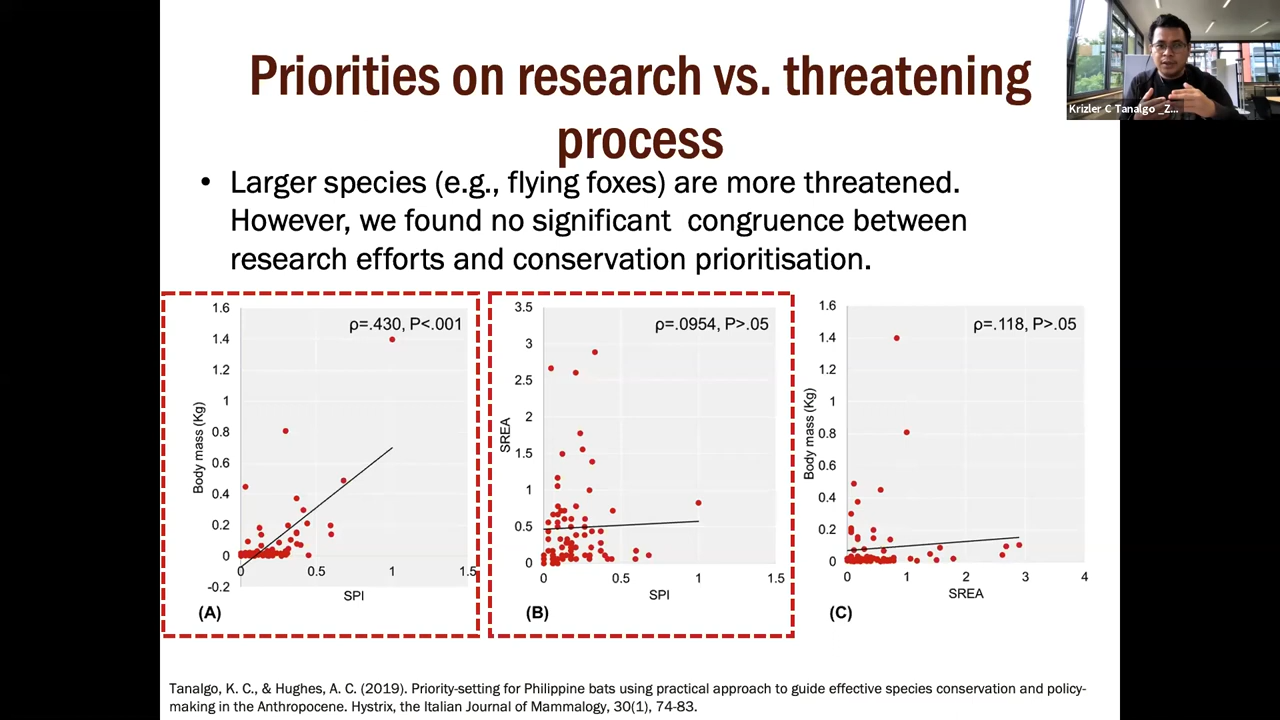 Priorities on research vs. threatening
process
Krizler C Tanalgo _Z...
• Larger species (e.g., flying foxes) are more threatened.
However, we found no significant congruence between
research efforts and conservation prioritisation.
1.6
1.4
1.2
1
0.8
0.6
0.4
0.2
0
-0.2
Body mass (Kg)
ρ=.430, P<.001
0
0.5
1
1.5
SPI
(A)
3.5
3
2.5
2
1.5
1
0.5
0
SREA
ρ=.0954, P>.05
0
0.5
1
1.5
SPI
(B)
1.6
1.4
1.2
1
0.8
0.6
0.4
0.2
0
Body mass (Kg)
ρ=.118, P>.05
0
1
2
3
4
SREA
(C)
Tanalgo, K. C., & Hughes, A. C. (2019). Priority-setting for Philippine bats using practical approach to guide effective species conservation and policy-
making in the Anthropocene. Hystrix, the Italian Journal of Mammalogy, 30(1), 74-83.